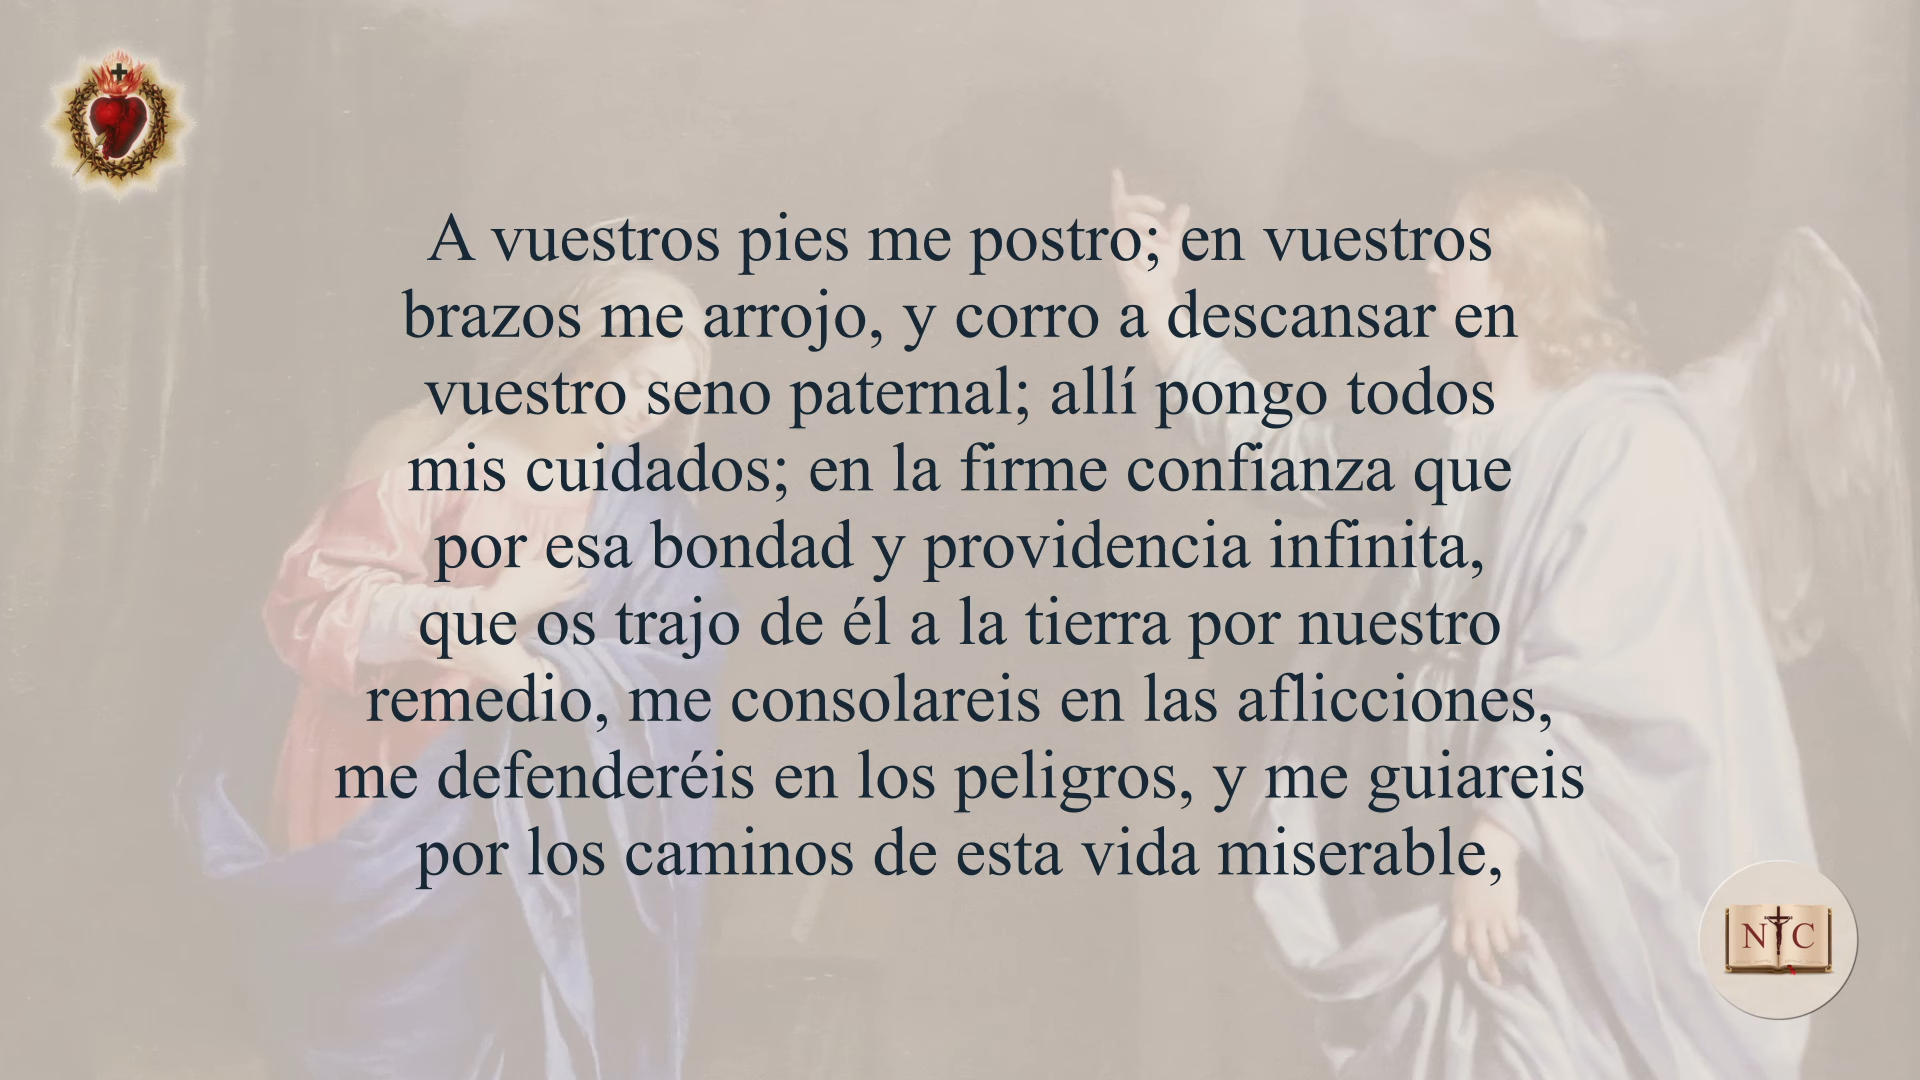 A vuestros pies me postro; en vuestros
brazos me arrojo, y corro a descansar en
vuestro seno paternal; allí pongo todos
mis cuidados; en la firme confianza que
por esa bondad y providencia infinita,
que os trajo de él a la tierra por nuestro
remedio, me consolareis en las aflicciones,
me defenderéis en los peligros, y me guiareis
por los caminos de esta vida miserable,
N C